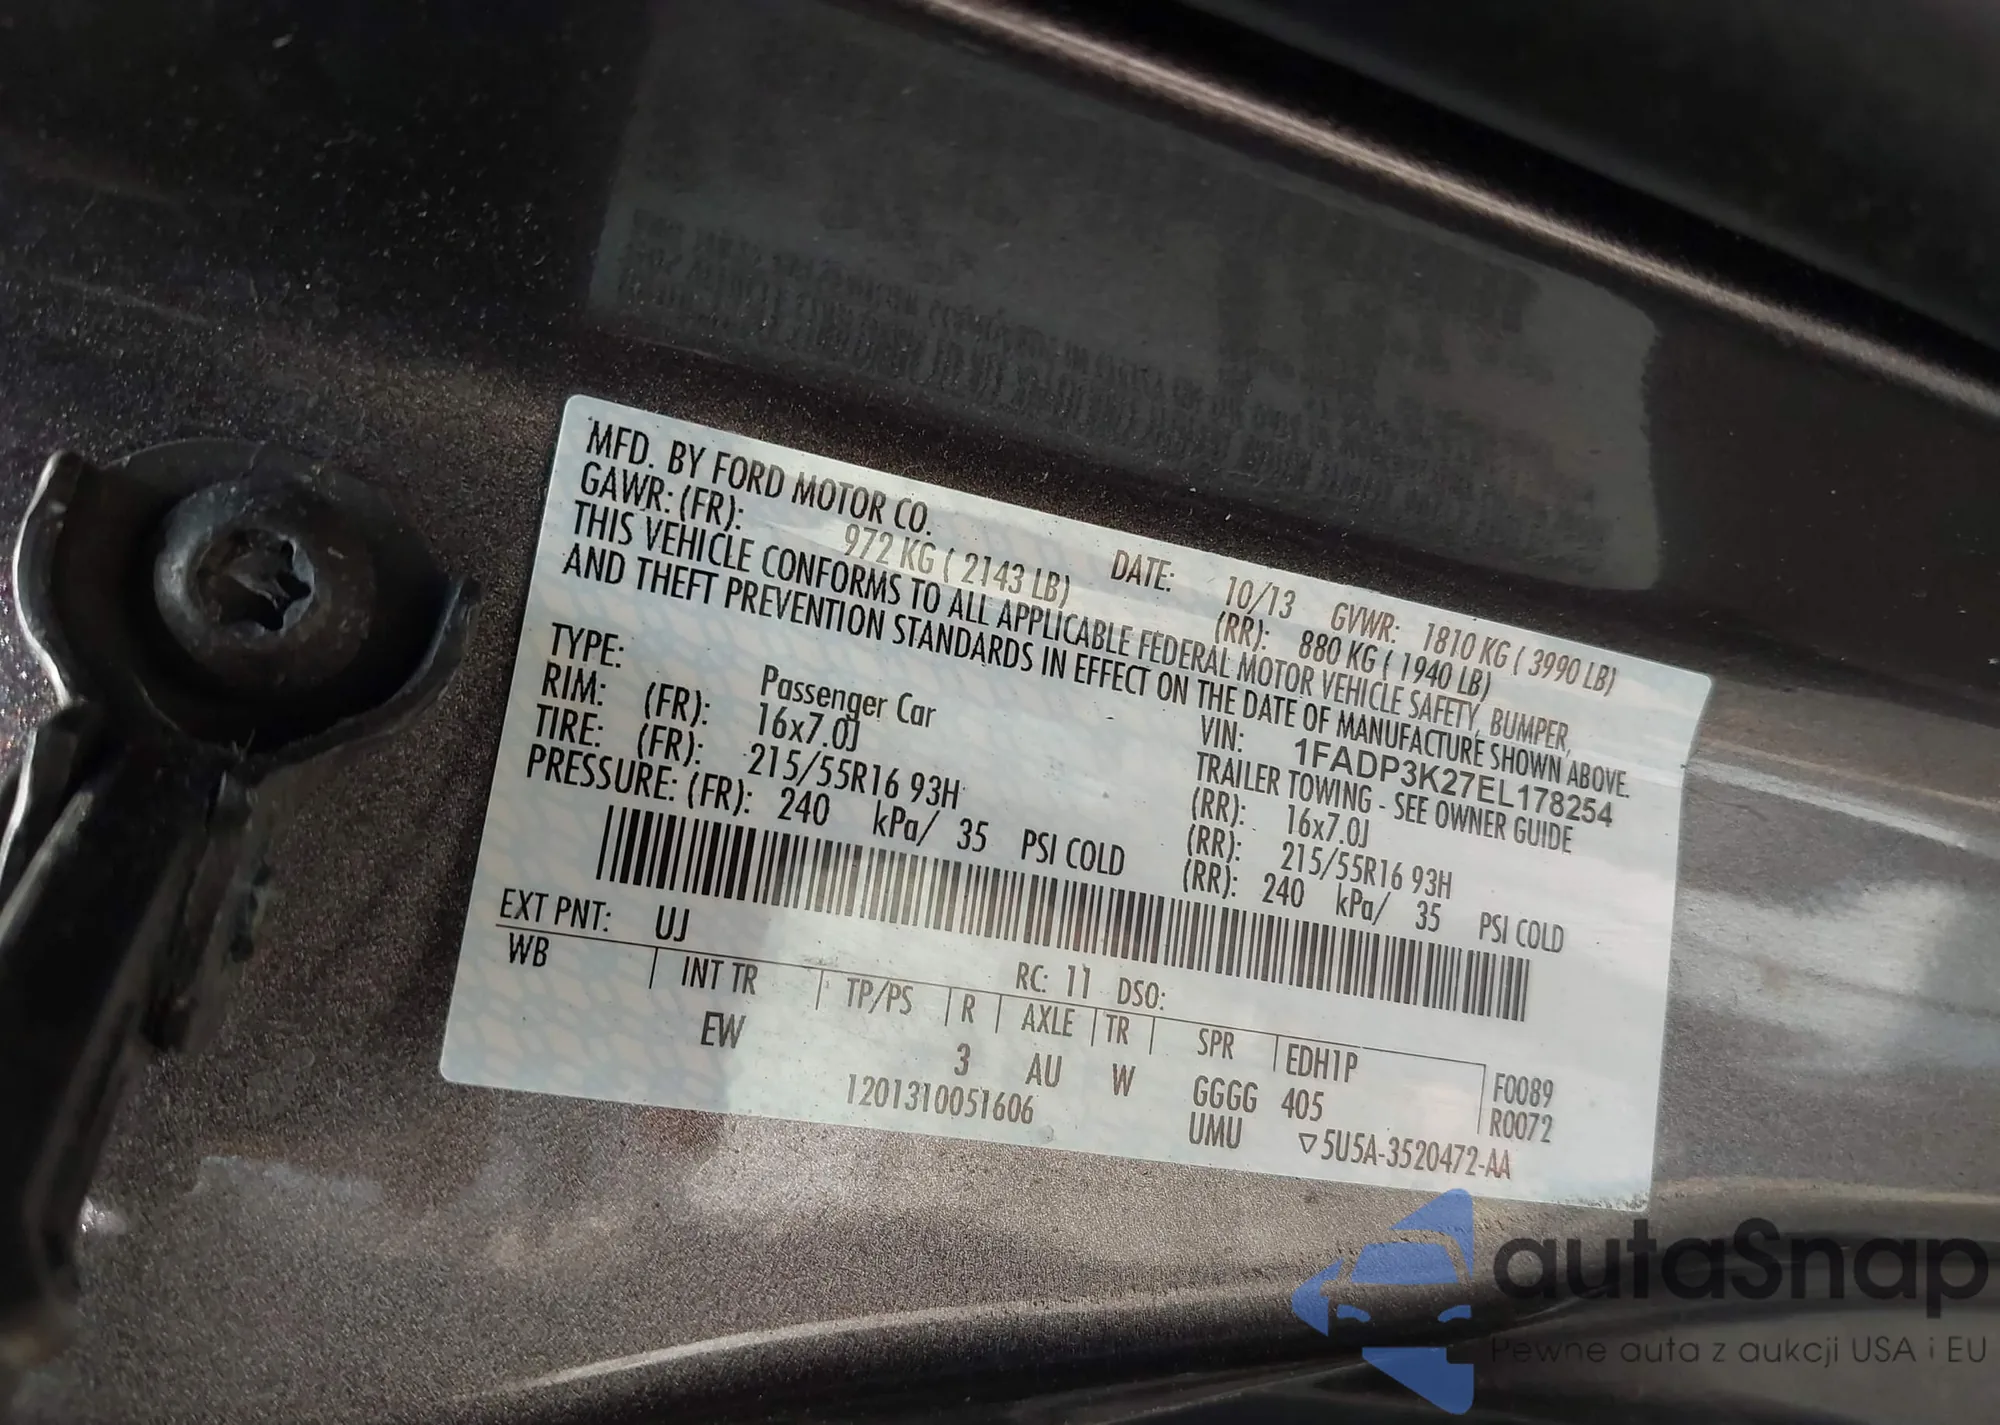 MFD. BY FORD MOTOR CO. DATE: 10/13 GVWR: 1810 KG ( 3990 LB)
GAWR: (FR): 972 KG ( 2143 LB) (RR): 880 KG ( 1940 LB)
THIS VEHICLE CONFORMS TO ALL APPLICABLE FEDERAL MOTOR VEHICLE SAFETY, BUMPER,
AND THEFT PREVENTION STANDARDS IN EFFECT ON THE DATE OF MANUFACTURE SHOWN ABOVE.
VIN: 1FADP3K27EL178254
TYPE: Passenger Car TRAILER TOWING - SEE OWNER GUIDE
RIM: (FR): 16x7.0J (RR): 16x7.0J
TIRE: (FR): 215/55R16 93H (RR): 215/55R16 93H
PRESSURE: (FR): 240 kPa/ 35 PSI COLD (RR): 240 kPa/ 35 PSI COLD
EXT PNT: UJ RC: 11 DSO:
WB INT TR TP/PS R AXLE TR SPR EDH1P F0089
EW 3 AU W GGGG 405 R0072
1201310051606 UMU ▽5U5A-3520472-AA
autaSnap
Pewne auta z aukcji USA i EU